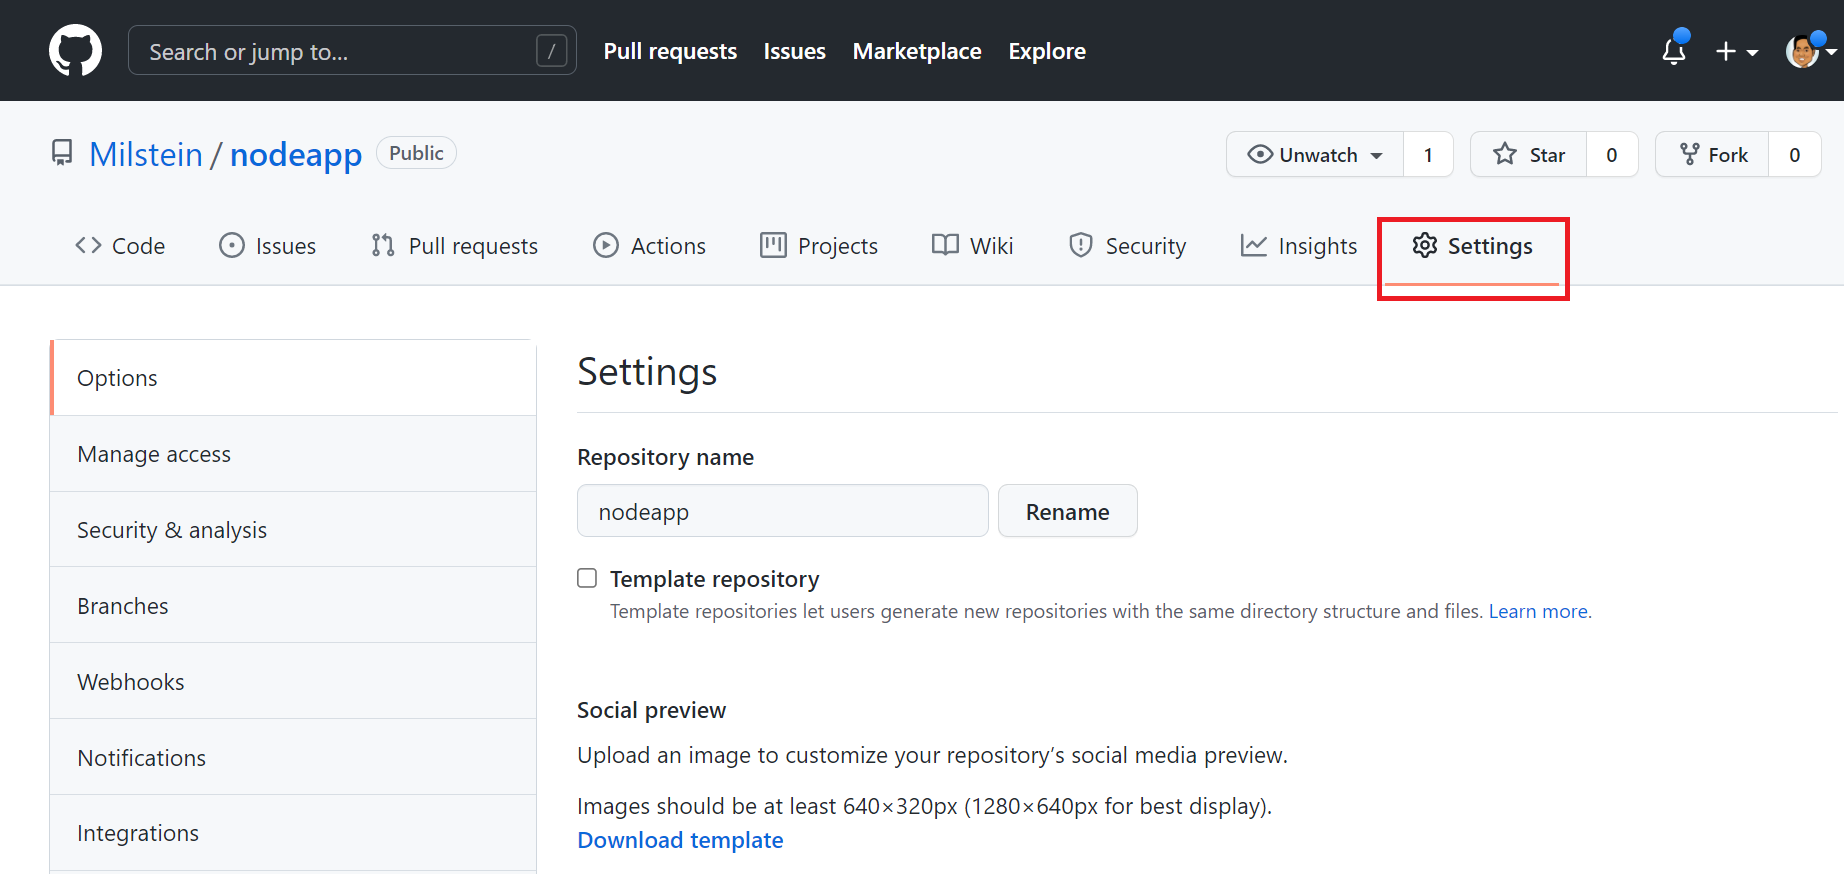 Search or jump to... / Pull requests Issues Marketplace Explore
Milstein / nodeapp Public Unwatch 1 Star 0 Fork 0
Code Issues Pull requests Actions Projects Wiki Security Insights Settings
Options
Manage access
Security & analysis
Branches
Webhooks
Notifications
Integrations
Settings
Repository name
nodeapp Rename
Template repository
Template repositories let users generate new repositories with the same directory structure and files. Learn more.
Social preview
Upload an image to customize your repository’s social media preview.
Images should be at least 640×320px (1280×640px for best display).
Download template